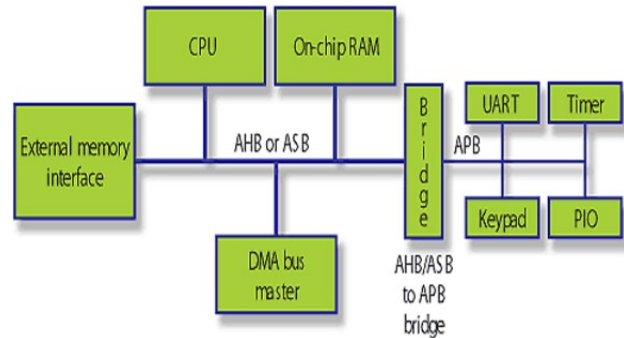 CPU
On-chip RAM
External memory
interface
AHB or ASB
Bridge
APB
UART
Timer
Keypad
PIO
DMA bus
master
AHB/ASB
to APB
bridge